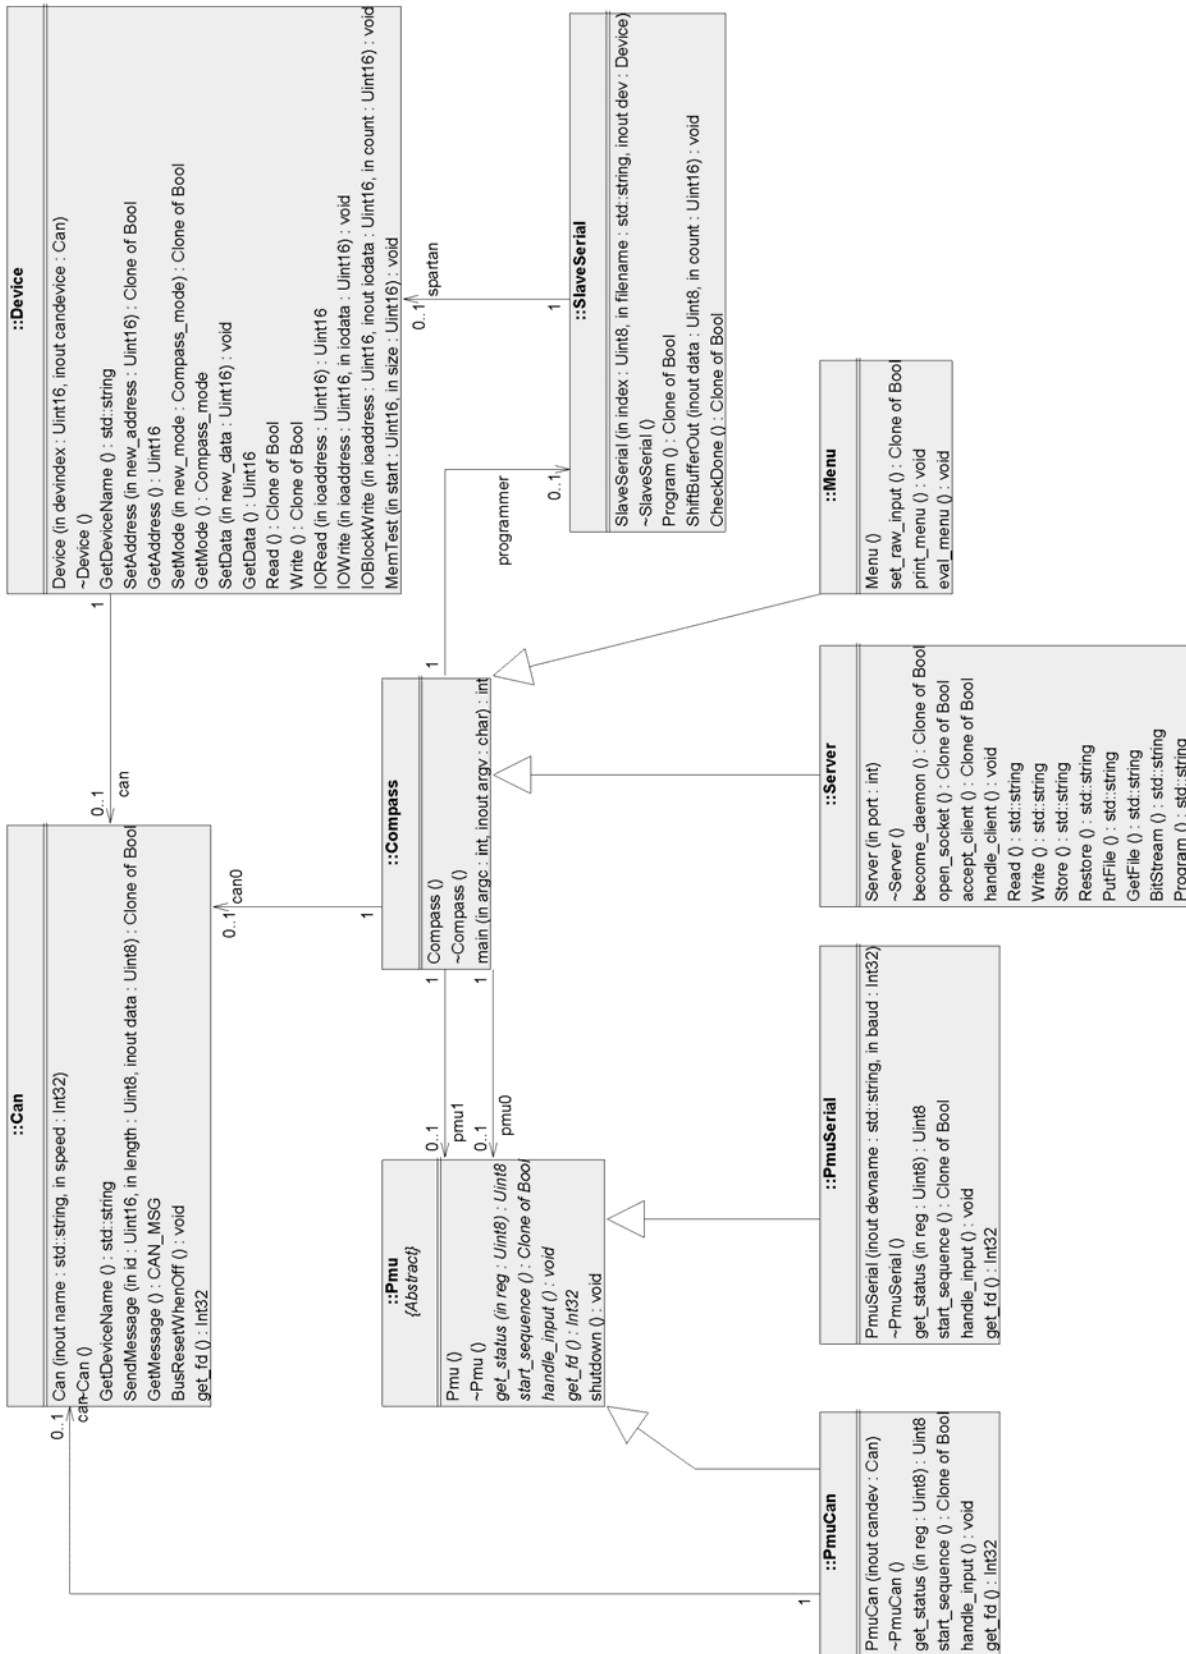 ::Can
Can (inout name : std::string, in speed : Int32)
~Can ()
GetDeviceName () : std::string
SendMessage (in id : Uint16, in length : Uint8, inout data : Uint8) : Clone of Bool
GetMessage () : CAN_MSG
BusResetWhenOff () : void
get_fd () : Int32
0..1
can
0..1
can0
0..1
can
1
::Device
Device (in devindex : Uint16, inout candevice : Can)
~Device ()
GetDeviceName () : std::string
SetAddress (in new_address : Uint16) : Clone of Bool
GetAddress () : Uint16
SetMode (in new_mode : Compass_mode) : Clone of Bool
GetMode () : Compass_mode
SetData (in new_data : Uint16) : void
GetData () : Uint16
Read () : Clone of Bool
Write () : Clone of Bool
IORead (in ioaddress : Uint16) : Uint16
IOWrite (in ioaddress : Uint16, in iodata : Uint16) : void
IOBlockWrite (in ioaddress : Uint16, inout iodata : Uint16, in count : Uint16) : void
MemTest (in start : Uint16, in size : Uint16) : void
0..1
spartan
::Pmu
{Abstract}
Pmu ()
~Pmu ()
get_status (in reg : Uint8) : Uint8
start_sequence () : Clone of Bool
handle_input () : void
get_fd () : Int32
shutdown () : void
0..1
pmu1
0..1
pmu0
1
1
1
1
::Compass
Compass ()
~Compass ()
main (in argc : int, inout argv : char) : int
programmer
0..1
1
::SlaveSerial
SlaveSerial (in index : Uint8, in filename : std::string, inout dev : Device)
~SlaveSerial ()
Program () : Clone of Bool
ShiftBufferOut (inout data : Uint8, in count : Uint16) : void
CheckDone () : Clone of Bool
1
::PmuCan
PmuCan (inout candev : Can)
~PmuCan ()
get_status (in reg : Uint8) : Uint8
start_sequence () : Clone of Bool
handle_input () : void
get_fd () : Int32
::PmuSerial
PmuSerial (inout devname : std::string, in baud : Int32)
~PmuSerial ()
get_status (in reg : Uint8) : Uint8
start_sequence () : Clone of Bool
handle_input () : void
get_fd () : Int32
::Server
Server (in port : int)
~Server ()
become_daemon () : Clone of Bool
open_socket () : Clone of Bool
accept_client () : Clone of Bool
handle_client () : void
Read () : std::string
Write () : std::string
Store () : std::string
Restore () : std::string
PutFile () : std::string
GetFile () : std::string
BitStream () : std::string
Program () : std::string
::Menu
Menu ()
set_raw_input () : Clone of Bool
print_menu () : void
eval_menu () : void